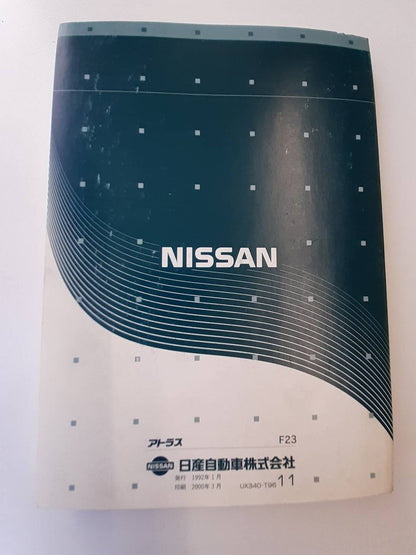 NISSAN
アトラス F23
NISSAN 日産自動車株式会社
発行 1992年1月
印刷 2000年3月 UX340-T96 11